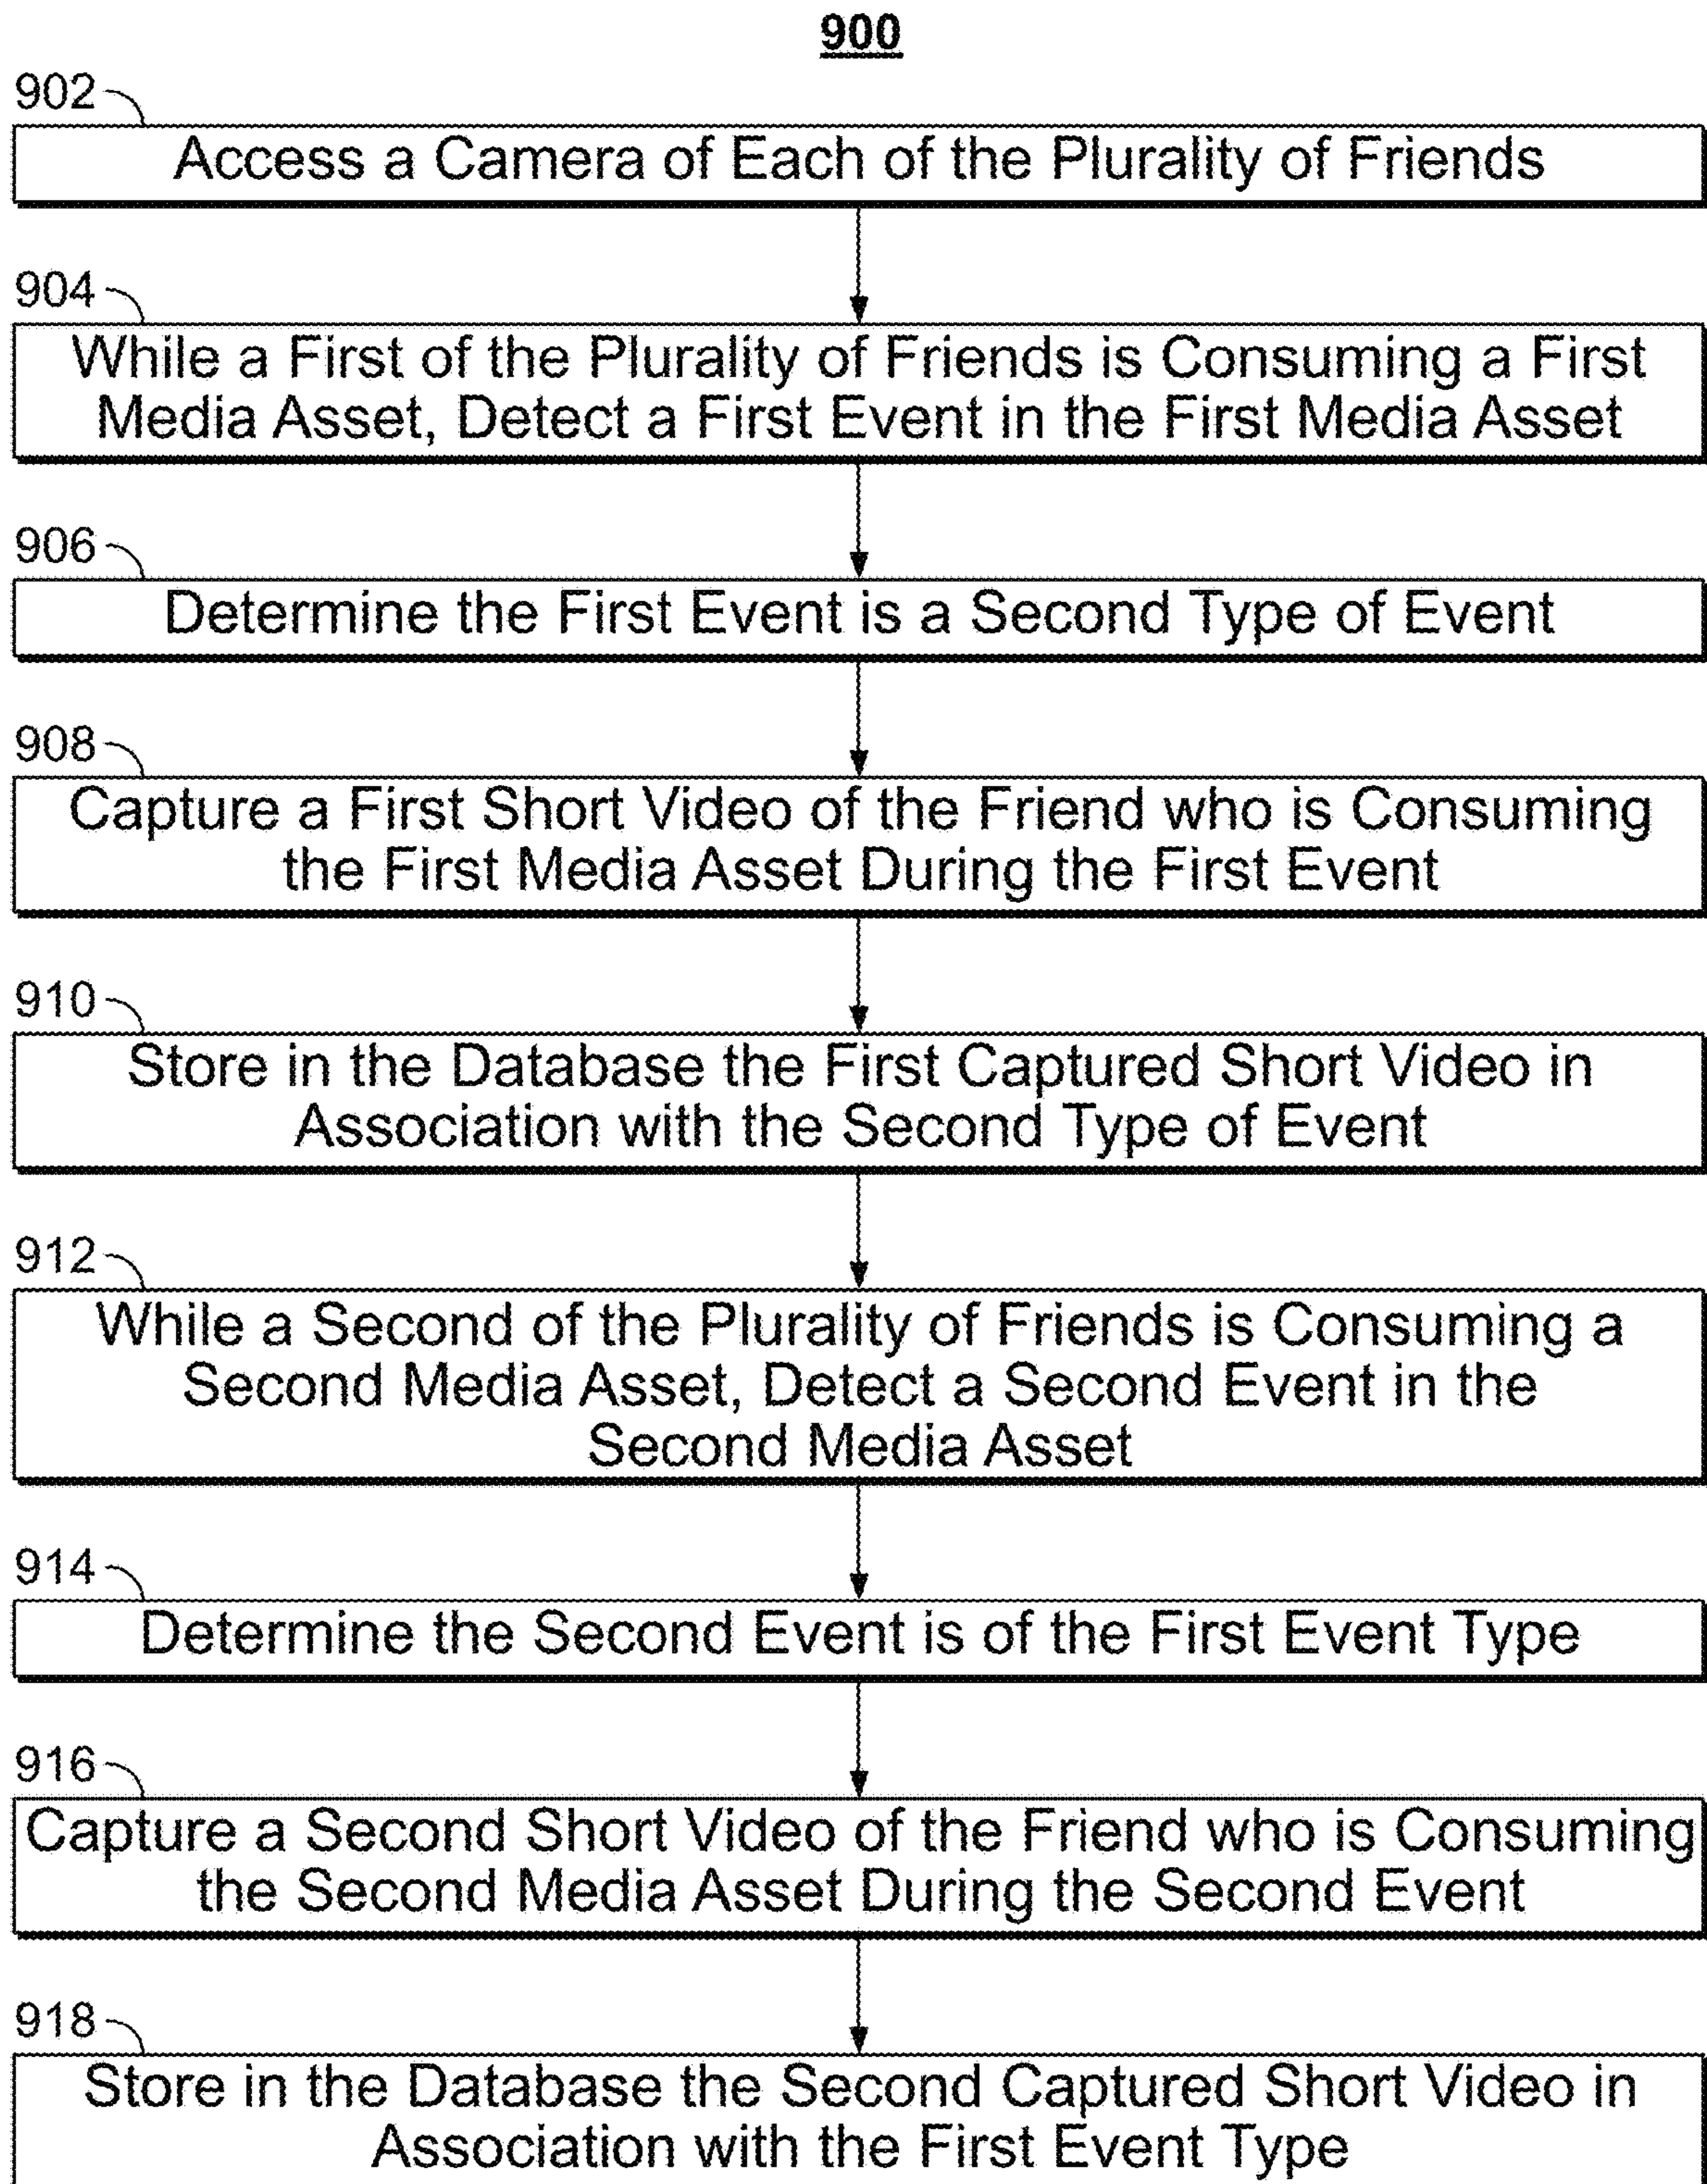 900
902
Access a Camera of Each of the Plurality of Friends
904
While a First of the Plurality of Friends is Consuming a First
Media Asset, Detect a First Event in the First Media Asset
906
Determine the First Event is a Second Type of Event
908
Capture a First Short Video of the Friend who is Consuming
the First Media Asset During the First Event
910
Store in the Database the First Captured Short Video in
Association with the Second Type of Event
912
While a Second of the Plurality of Friends is Consuming a
Second Media Asset, Detect a Second Event in the
Second Media Asset
914
Determine the Second Event is of the First Event Type
916
Capture a Second Short Video of the Friend who is Consuming
the Second Media Asset During the Second Event
918
Store in the Database the Second Captured Short Video in
Association with the First Event Type